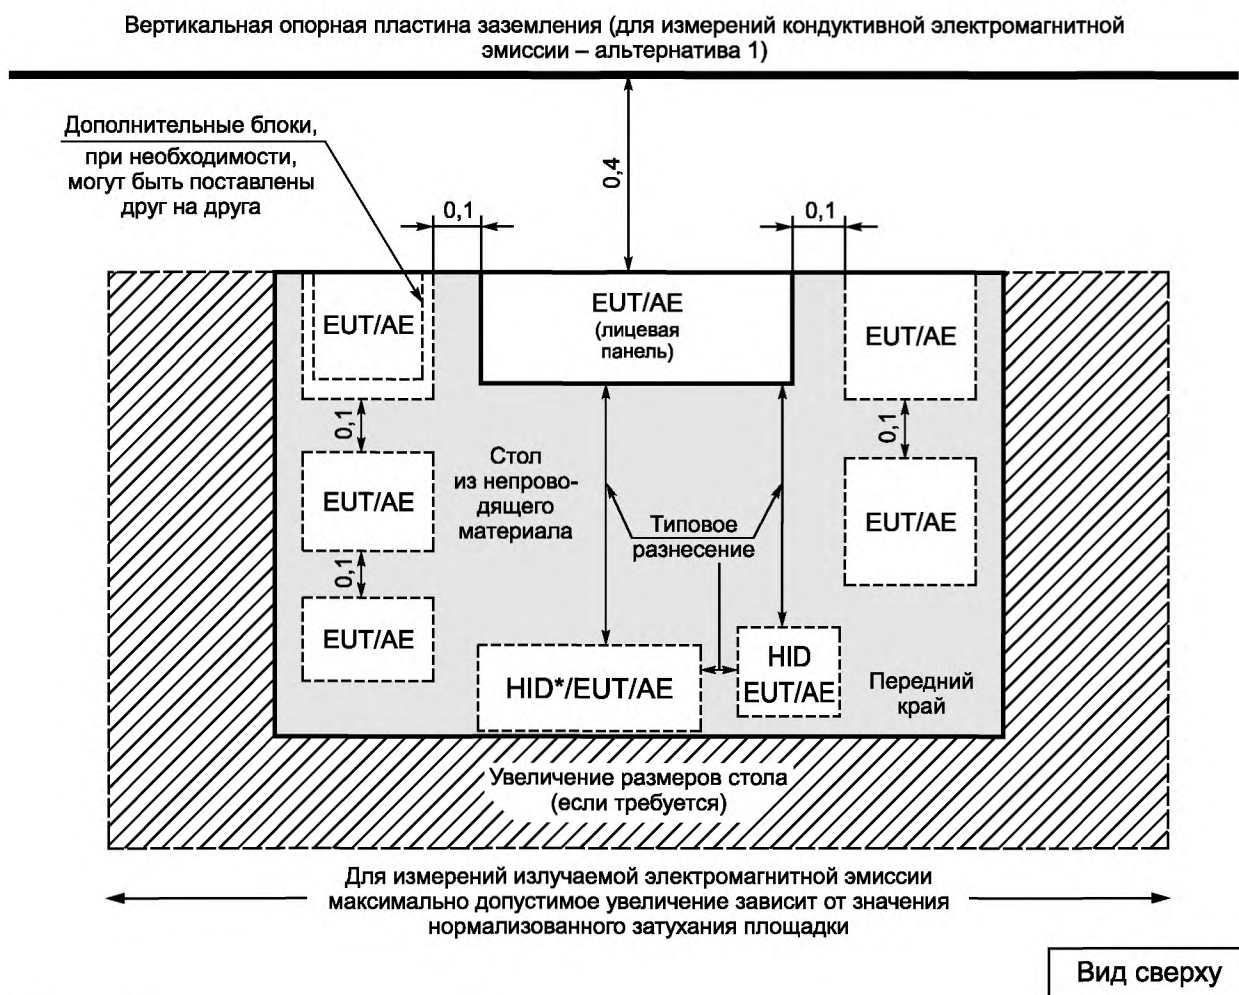 Вертикальная опорная пластина заземления (для измерений кондуктивной электромагнитной
эмиссии – альтернатива 1)
Дополнительные блоки,
при необходимости,
могут быть поставлены
друг на друга
0,4
0,1
0,1
EUT/AE
EUT/AE
(лицевая
панель)
EUT/AE
0,1
0,1
Стол
из непрово-
дящего
материала
EUT/AE
EUT/AE
Типовое
разнесение
0,1
EUT/AE
HID*/EUT/AE
HID
EUT/AE
Передний
край
Увеличение размеров стола
(если требуется)
Для измерений излучаемой электромагнитной эмиссии
максимально допустимое увеличение зависит от значения
нормализованного затухания площадки
Вид сверху